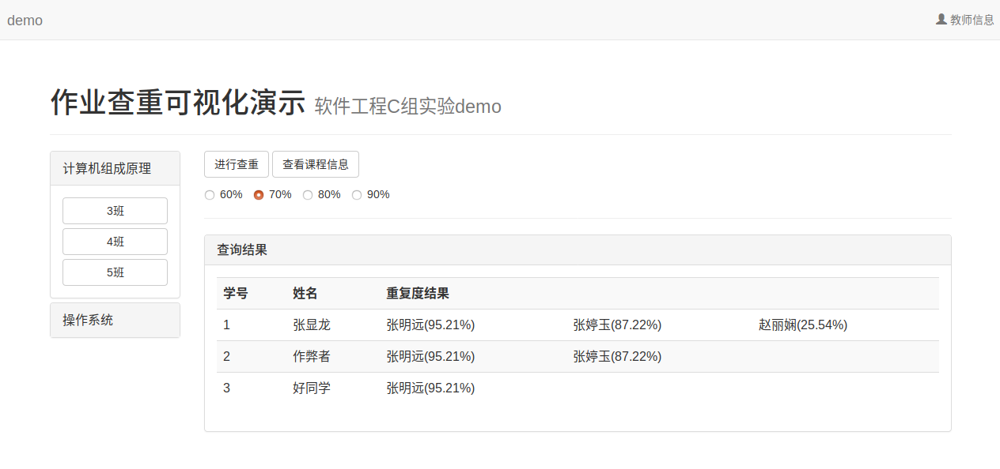 demo
教师信息
作业查重可视化演示 软件工程C组实验demo
计算机组成原理
3班
4班
5班
操作系统
进行查重 查看课程信息
60% 70% 80% 90%
查询结果
学号 姓名 重复度结果
1 张显龙 张明远(95.21%) 张婷玉(87.22%) 赵丽娴(25.54%)
2 作弊者 张明远(95.21%) 张婷玉(87.22%)
3 好同学 张明远(95.21%)